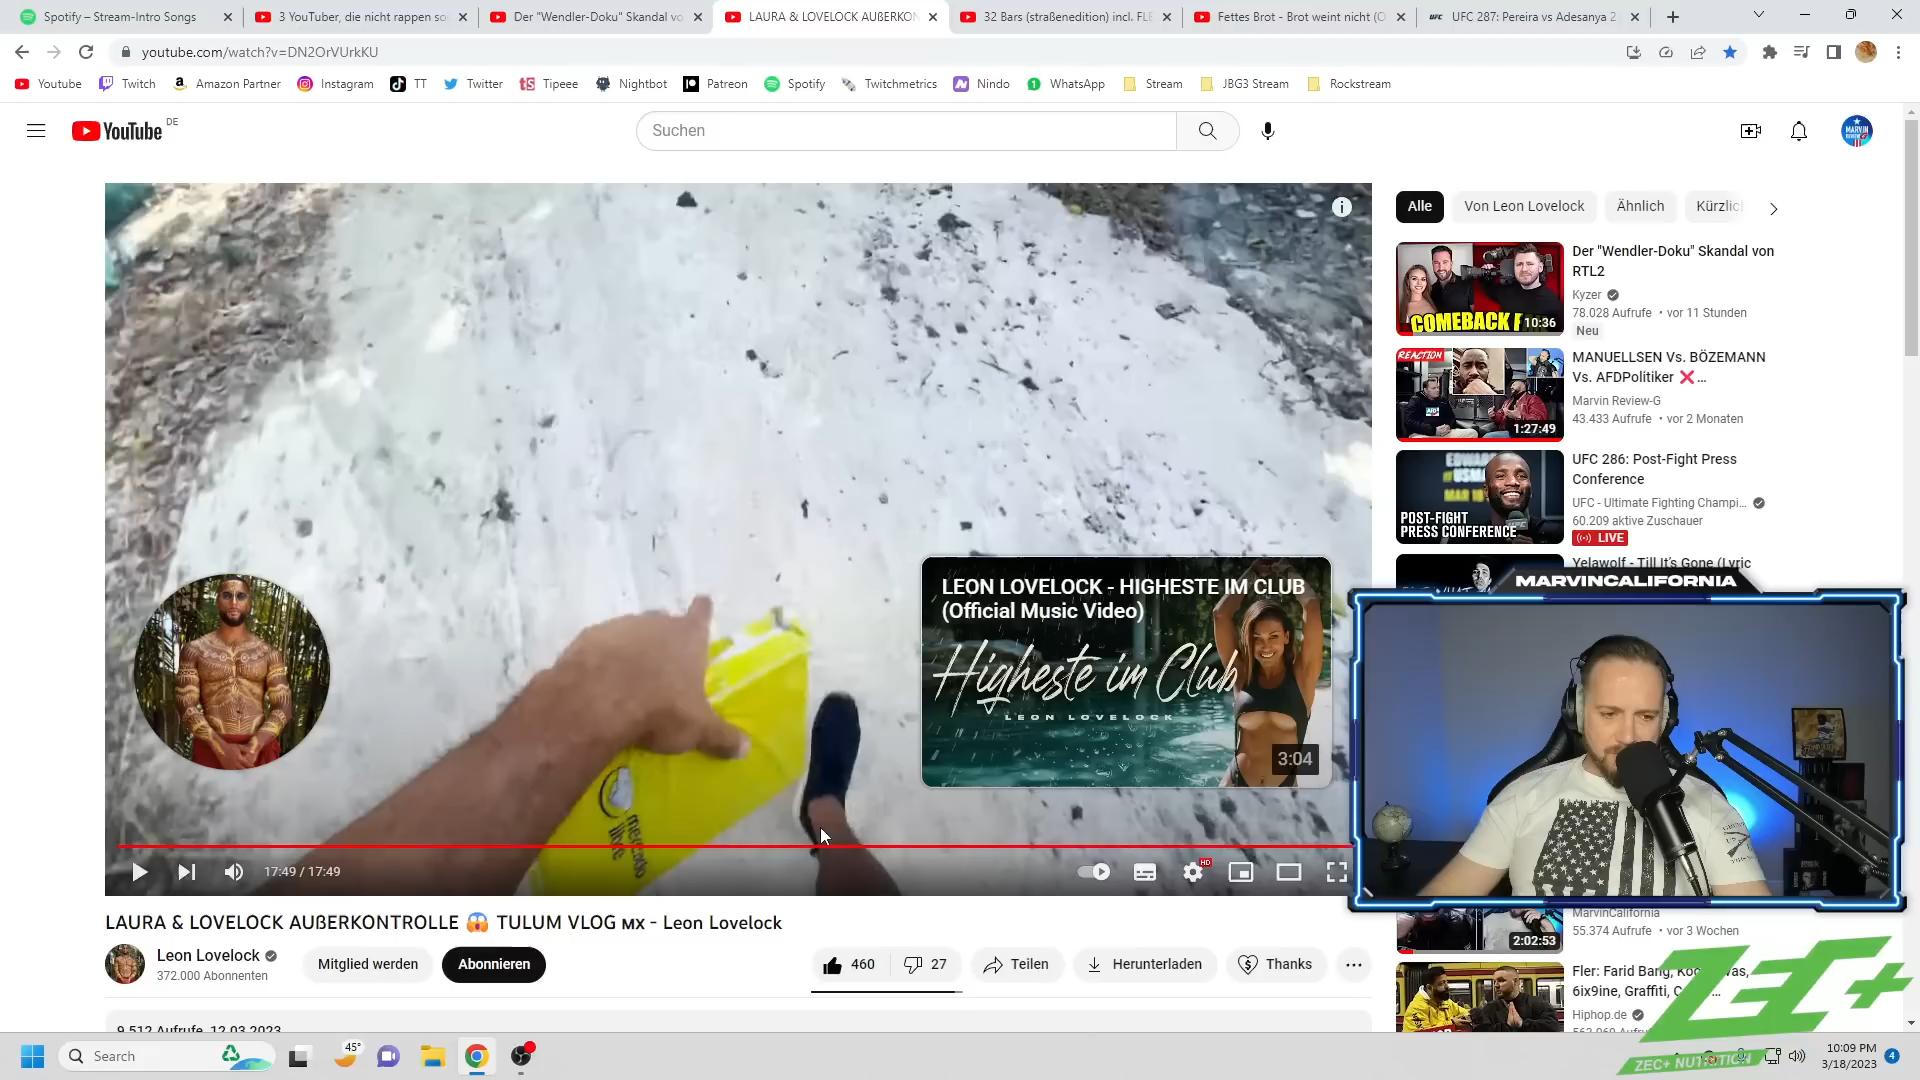 Spotify – Stream-Intro Songs
3 YouTuber, die nicht rappen so
Der "Wendler-Doku" Skandal vo
LAURA & LOVELOCK AUßERKON
32 Bars (straßenedition) incl. FLE
Fettes Brot - Brot weint nicht (O
UFC 287: Pereira vs Adesanya 2
youtube.com/watch?v=DN2OrVUrkKU
Youtube
Twitch
Amazon Partner
Instagram
TT
Twitter
Tipeee
Nightbot
Patreon
Spotify
Twitchmetrics
Nindo
WhatsApp
Stream
JBG3 Stream
Rockstream
YouTube DE
Suchen
Alle
Von Leon Lovelock
Ähnlich
Kürzlic
LEON LOVELOCK - HIGHESTE IM CLUB
(Official Music Video)
Higheste im Club
LEON LOVELOCK
3:04
mercado
libre
17:49 / 17:49
HD
COMEBACK
10:36
Der "Wendler-Doku" Skandal von
RTL2
Kyzer
78.028 Aufrufe • vor 11 Stunden
Neu
REACTION
1:27:49
MANUELLSEN Vs. BÖZEMANN
Vs. AFDPolitiker ❌ ...
Marvin Review-G
43.433 Aufrufe • vor 2 Monaten
POST-FIGHT
PRESS CONFERENCE
UFC 286: Post-Fight Press
Conference
UFC - Ultimate Fighting Champi...
60.209 aktive Zuschauer
LIVE
Yelawolf - Till It's Gone (Lyric
MARVINCALIFORNIA
MarvinCalifornia
55.374 Aufrufe • vor 3 Wochen
2:02:53
Fler: Farid Bang,
6ix9ine, Graffiti,
Hiphop.de
LAURA & LOVELOCK AUßERKONTROLLE 😱 TULUM VLOG MX - Leon Lovelock
Leon Lovelock
372.000 Abonnenten
Mitglied werden
Abonnieren
460
27
Teilen
Herunterladen
Thanks
9.512 Aufrufe 12.03.2023
ZEC+
ZEC+ NUTRITION
Search
45°
10:09 PM
3/18/2023
4